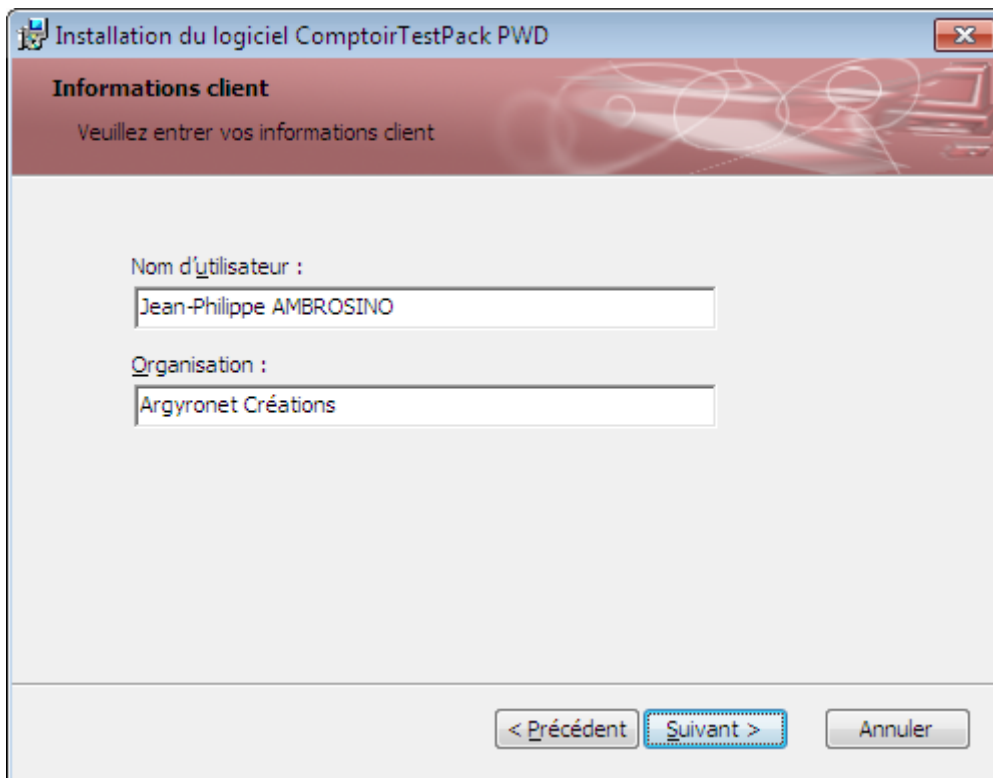 Installation du logiciel ComptoirTestPack PWD
Informations client
Veuillez entrer vos informations client
Nom d'utilisateur :
Jean-Philippe AMBROSINO
Organisation :
Argyronet Créations
< Précédent
Suivant >
Annuler